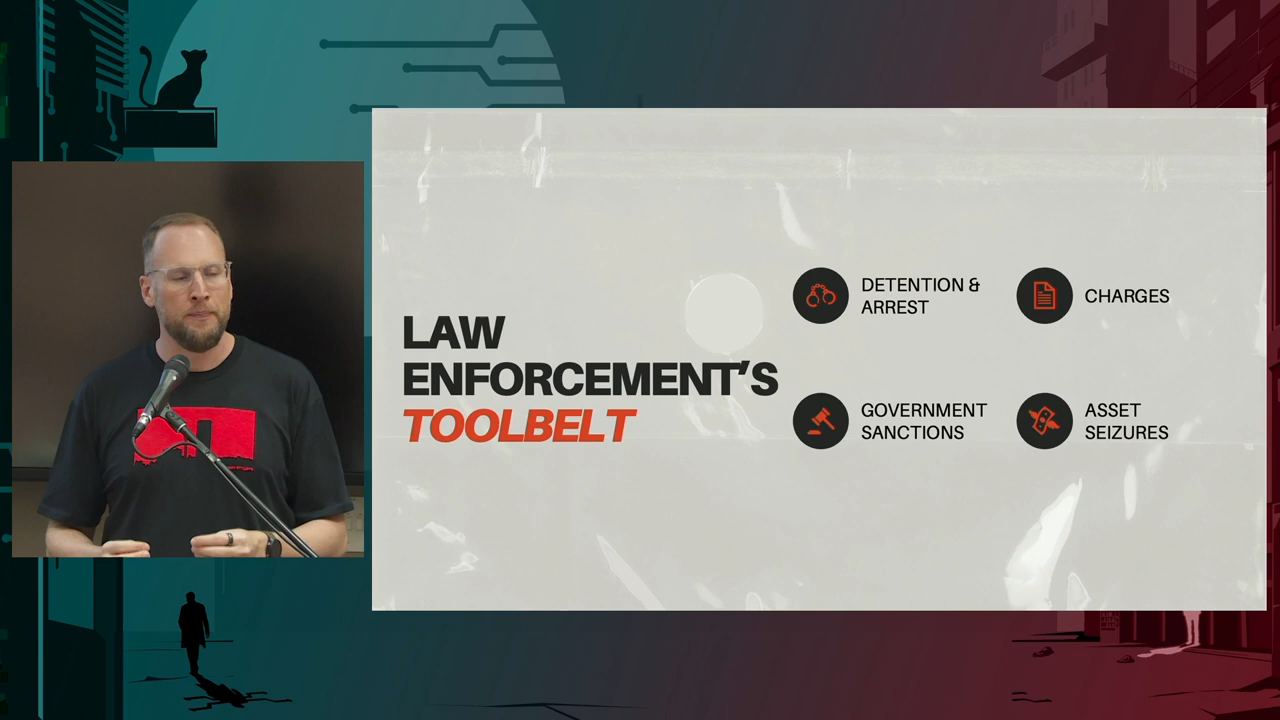 LAW
ENFORCEMENT’S
TOOLBELT
DETENTION &
ARREST
CHARGES
GOVERNMENT
SANCTIONS
ASSET
SEIZURES